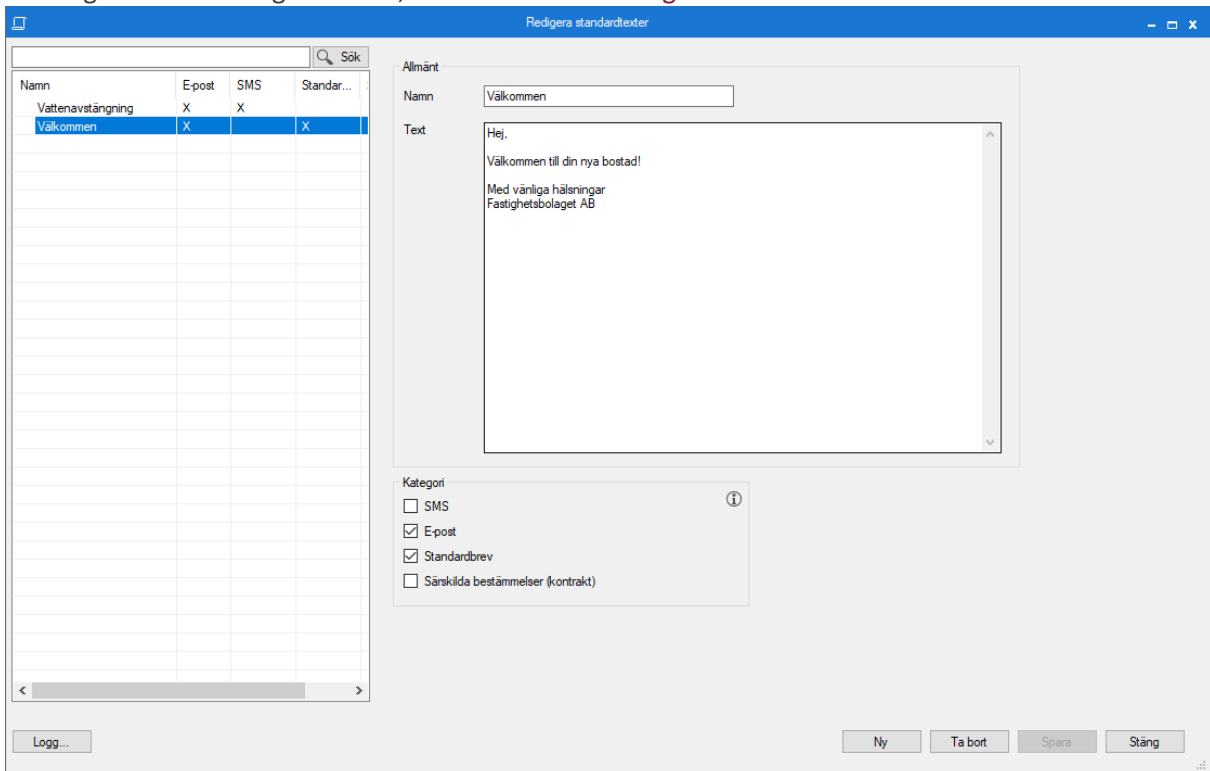 Redigera standardtexter
Sök
Namn E-post SMS Standar...
Vattenavstängning X X
Välkommen X X
Allmänt
Namn Välkommen
Text
Hej,
Välkommen till din nya bostad!
Med vänliga hälsningar
Fastighetsbolaget AB
Kategori
SMS
E-post
Standardbrev
Särskilda bestämmelser (kontrakt)
Logg... Ny Ta bort Spara Stäng